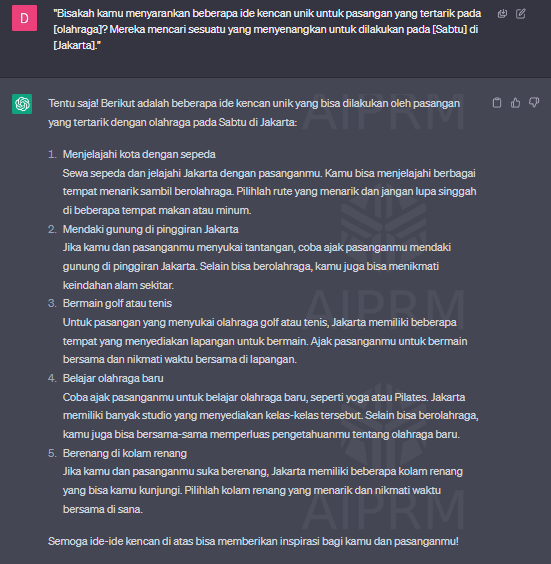 D
"Bisakah kamu menyarankan beberapa ide kencan unik untuk pasangan yang tertarik pada
[olahraga]? Mereka mencari sesuatu yang menyenangkan untuk dilakukan pada [Sabtu] di
[Jakarta]."
Tentu saja! Berikut adalah beberapa ide kencan unik yang bisa dilakukan oleh pasangan
yang tertarik dengan olahraga pada Sabtu di Jakarta:
1. Menjelajahi kota dengan sepeda
Sewa sepeda dan jelajahi Jakarta dengan pasanganmu. Kamu bisa menjelajahi berbagai
tempat menarik sambil berolahraga. Pilihlah rute yang menarik dan jangan lupa singgah
di beberapa tempat makan atau minum.
2. Mendaki gunung di pinggiran Jakarta
Jika kamu dan pasanganmu menyukai tantangan, coba ajak pasanganmu mendaki
gunung di pinggiran Jakarta. Selain bisa berolahraga, kamu juga bisa menikmati
keindahan alam sekitar.
3. Bermain golf atau tenis
Untuk pasangan yang menyukai olahraga golf atau tenis, Jakarta memiliki beberapa
tempat yang menyediakan lapangan untuk bermain. Ajak pasanganmu untuk bermain
bersama dan nikmati waktu bersama di lapangan.
4. Belajar olahraga baru
Coba ajak pasanganmu untuk belajar olahraga baru, seperti yoga atau Pilates. Jakarta
memiliki banyak studio yang menyediakan kelas-kelas tersebut. Selain bisa berolahraga,
kamu juga bisa bersama-sama memperluas pengetahuanmu tentang olahraga baru.
5. Berenang di kolam renang
Jika kamu dan pasanganmu suka berenang, Jakarta memiliki beberapa kolam renang
yang bisa kamu kunjungi. Pilihlah kolam renang yang menarik dan nikmati waktu
bersama di sana.
Semoga ide-ide kencan di atas bisa memberikan inspirasi bagi kamu dan pasanganmu!
AIPRM
AIPRM
AIPRM